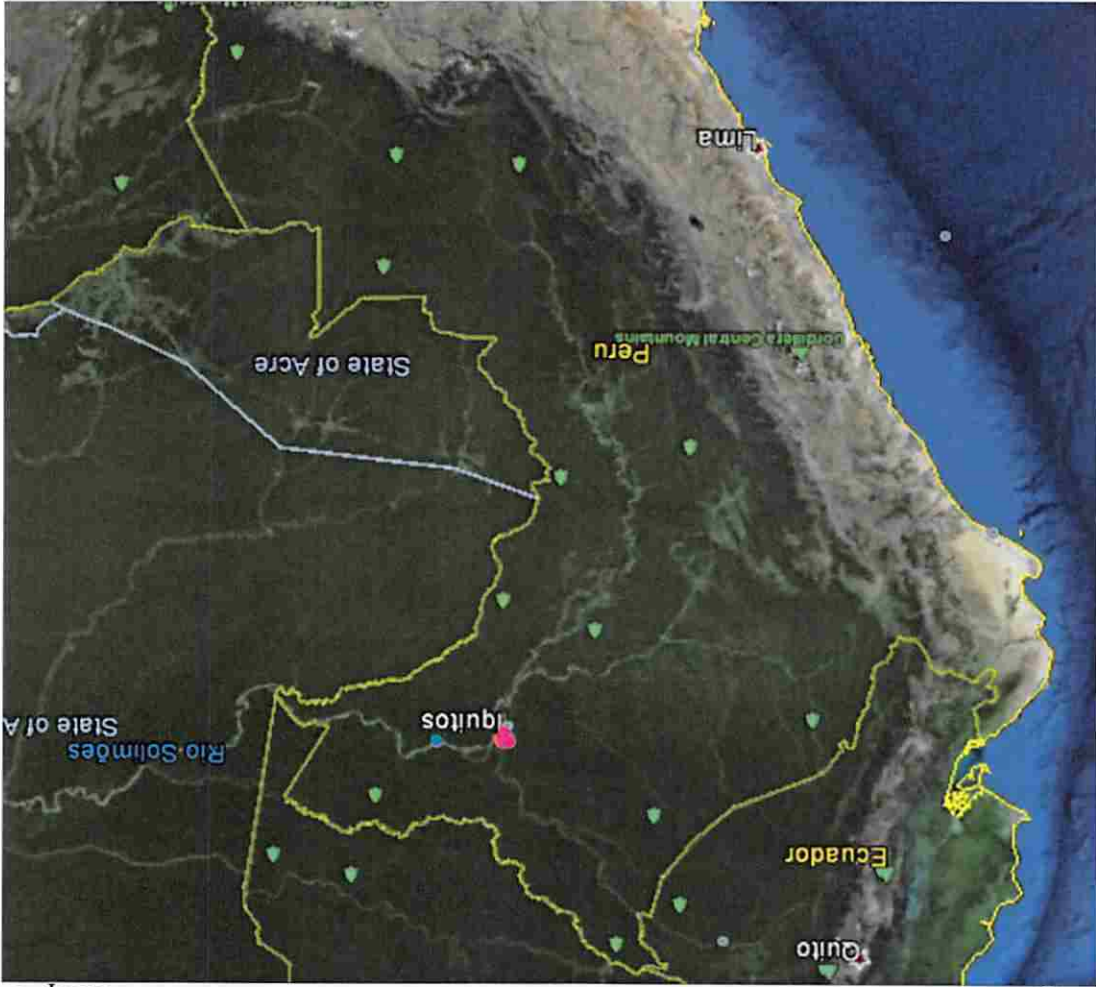 Quito
Ecuador
Iquitos
Rio Solimões
State of A
Peru
Cordillera Central Mountains
State of Acre
Lima